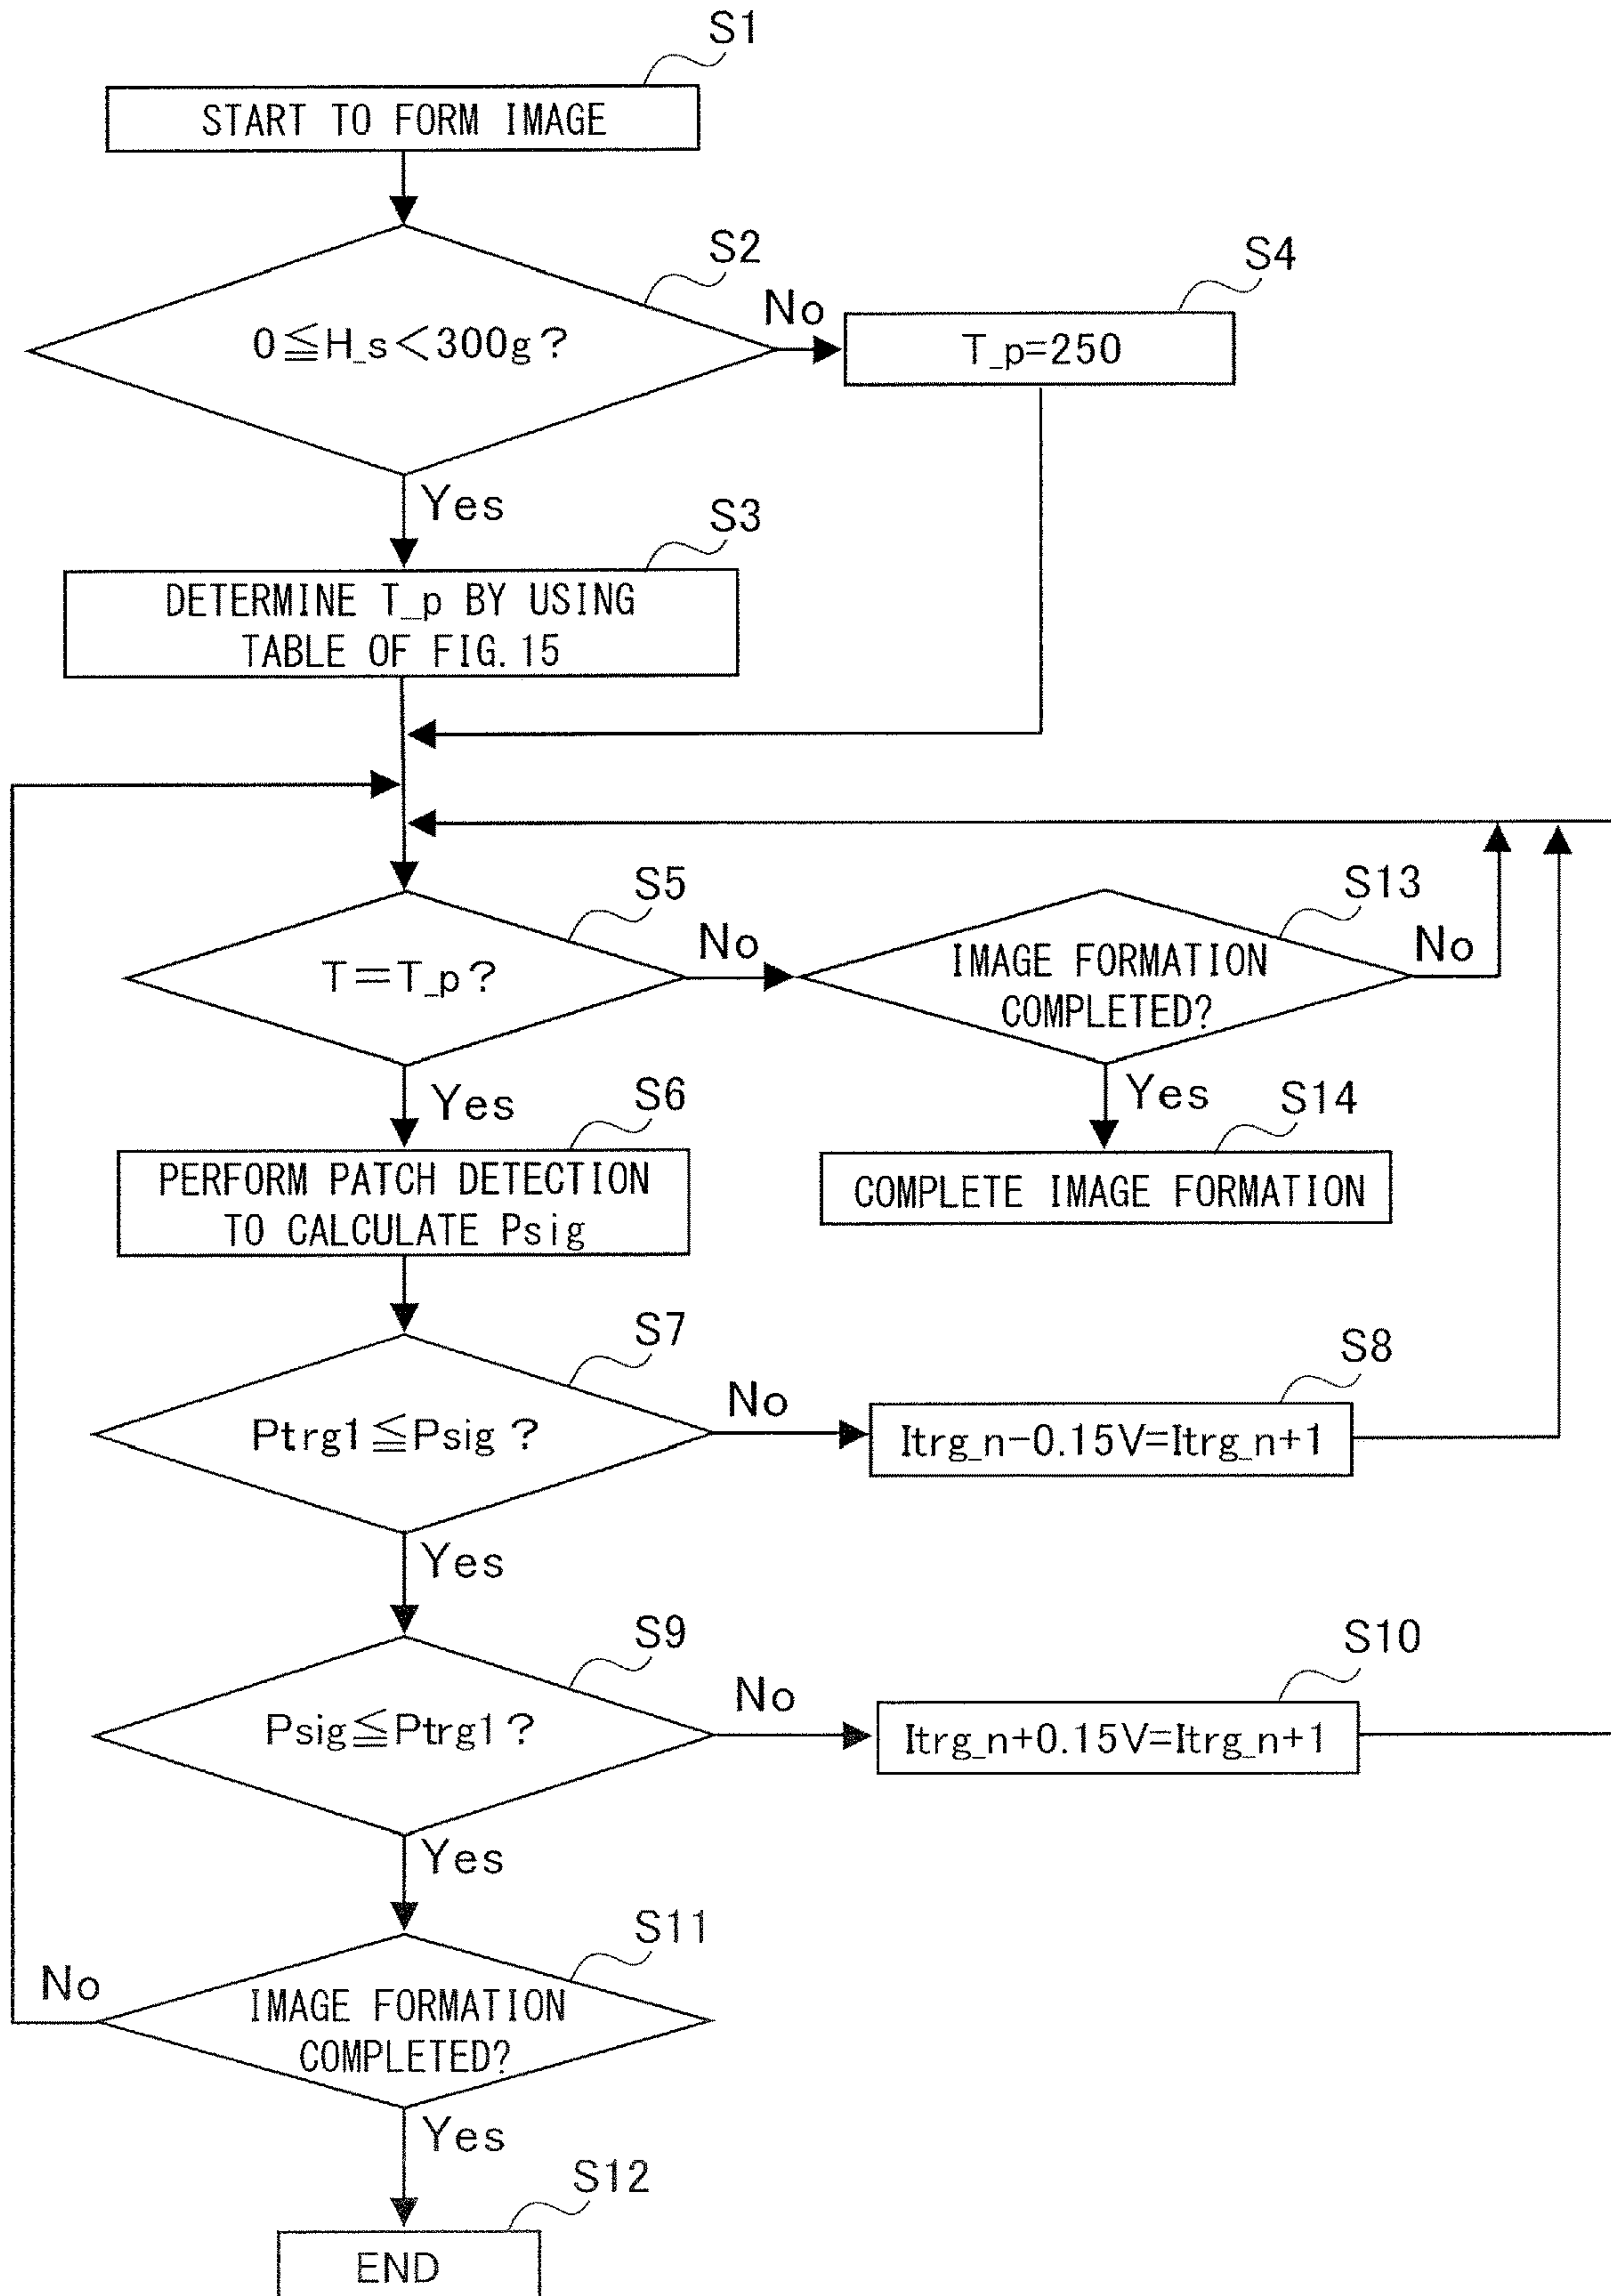 S1
START TO FORM IMAGE
S2
0≦H_s<300g?
No
S4
T_p=250
Yes
S3
DETERMINE T_p BY USING
TABLE OF FIG.15
S5
T=T_p?
No
S13
IMAGE FORMATION
COMPLETED?
No
Yes
S6
PERFORM PATCH DETECTION
TO CALCULATE Psig
Yes
S14
COMPLETE IMAGE FORMATION
S7
Ptrg1≦Psig?
No
S8
Itrg_n-0.15V=Itrg_n+1
Yes
S9
Psig≦Ptrg1?
No
S10
Itrg_n+0.15V=Itrg_n+1
Yes
S11
IMAGE FORMATION
COMPLETED?
No
Yes
S12
END